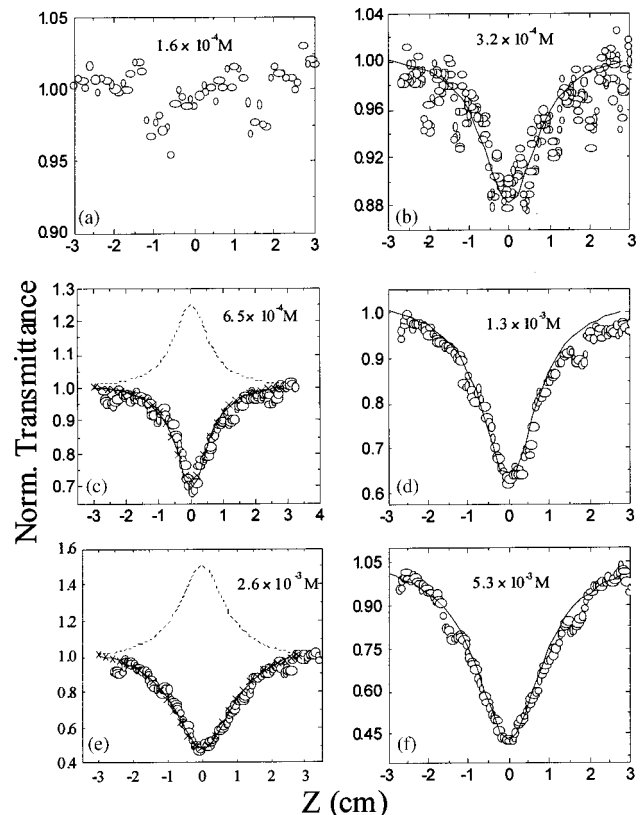 1.05
1.6 × 10⁻⁴M
1.00
0.95
(a)
0.90
-3 -2 -1 0 1 2 3
1.04
3.2 × 10⁻⁴M
1.00
0.96
0.92
0.88
(b)
-3 -2 -1 0 1 2 3
1.3
6.5 × 10⁻⁴M
1.2
1.1
1.0
0.9
0.8
0.7
(c)
-3 -2 -1 0 1 2 3 4
1.3 × 10⁻³M
1.0
0.9
0.8
0.7
0.6
(d)
-3 -2 -1 0 1 2 3
1.6
2.6 × 10⁻³M
1.4
1.2
1.0
0.8
0.6
0.4
(e)
-3 -2 -1 0 1 2 3
1.05
5.3 × 10⁻³M
0.90
0.75
0.60
0.45
(f)
-3 -2 -1 0 1 2 3
Norm. Transmittance
Z (cm)